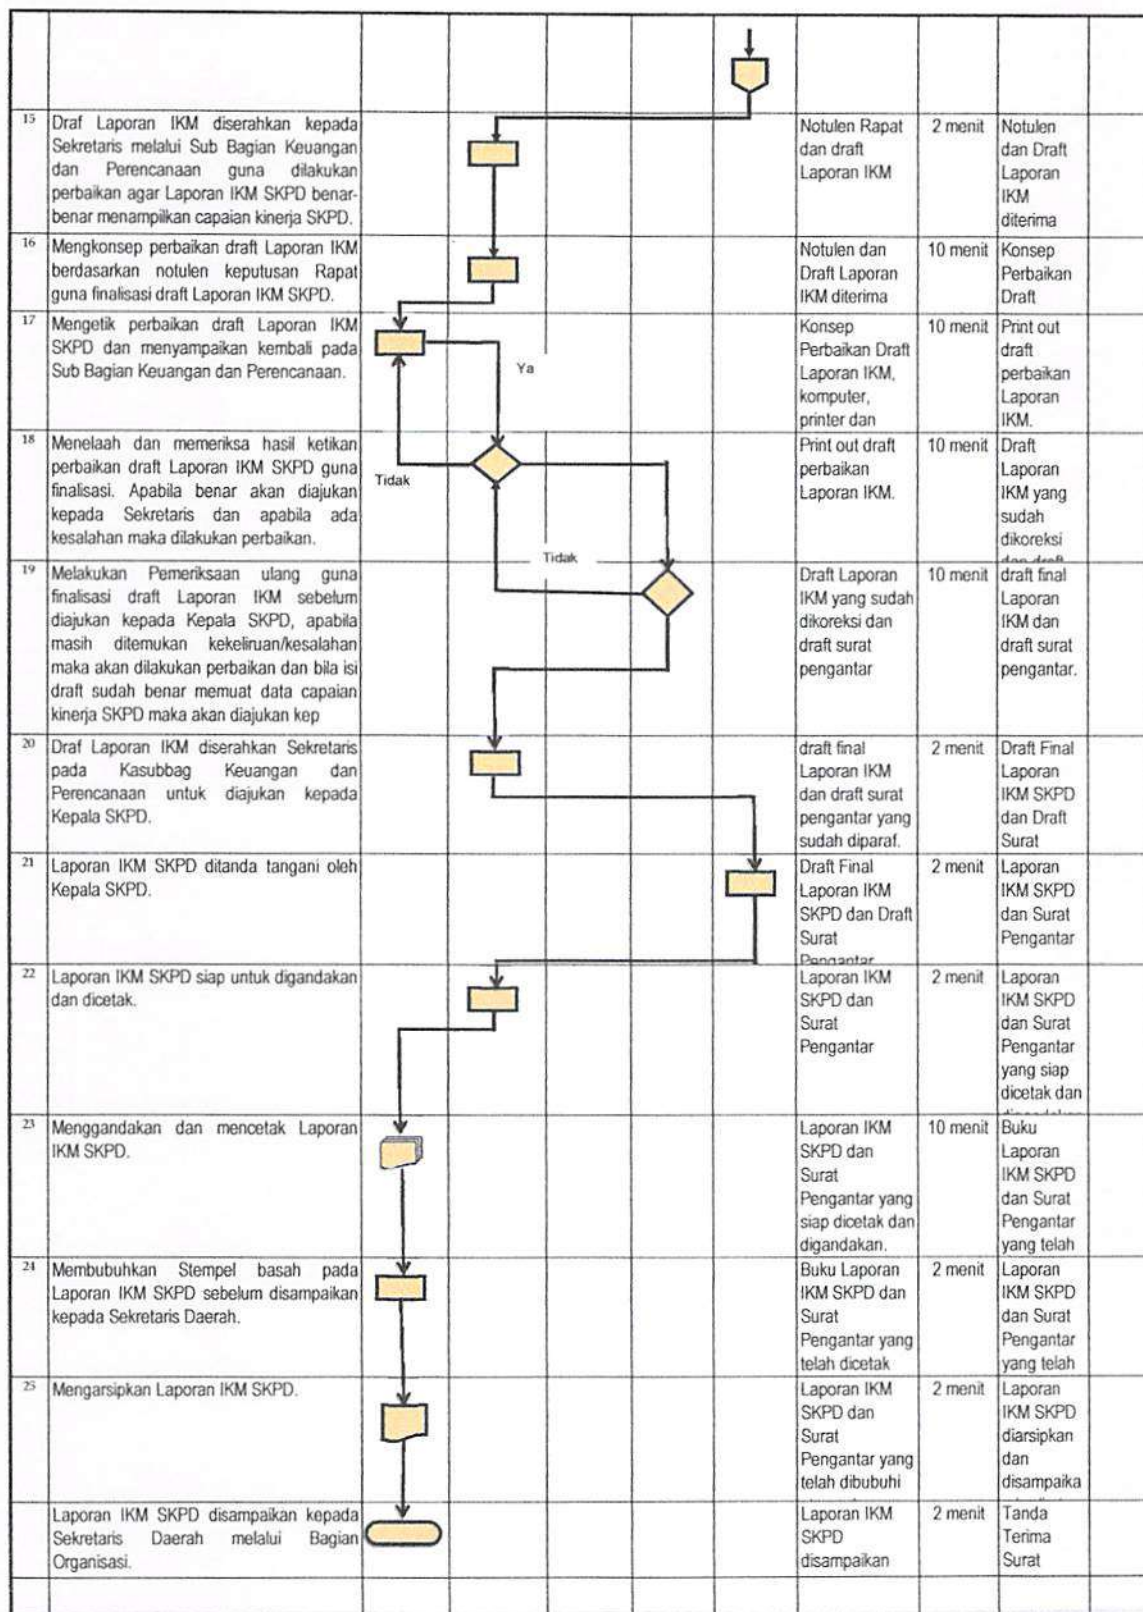 15
Draf Laporan IKM diserahkan kepada
Sekretaris melalui Sub Bagian Keuangan
dan Perencanaan guna dilakukan
perbaikan agar Laporan IKM SKPD benar-
benar menampilkan capaian kinerja SKPD.
Notulen Rapat
dan draft
Laporan IKM
2 menit
Notulen
dan Draft
Laporan
IKM
diterima
16
Mengkonsep perbaikan draft Laporan IKM
berdasarkan notulen keputusan Rapat
guna finalisasi draft Laporan IKM SKPD.
Notulen dan
Draft Laporan
IKM diterima
10 menit
Konsep
Perbaikan
Draft
17
Mengetik perbaikan draft Laporan IKM
SKPD dan menyampaikan kembali pada
Sub Bagian Keuangan dan Perencanaan.
Ya
Konsep
Perbaikan Draft
Laporan IKM,
komputer,
printer dan
10 menit
Print out
draft
perbaikan
Laporan
IKM.
18
Menelaah dan memeriksa hasil ketikan
perbaikan draft Laporan IKM SKPD guna
finalisasi. Apabila benar akan diajukan
kepada Sekretaris dan apabila ada
kesalahan maka dilakukan perbaikan.
Tidak
Tidak
Print out draft
perbaikan
Laporan IKM.
10 menit
Draft
Laporan
IKM yang
sudah
dikoreksi
dan draft
19
Melakukan Pemeriksaan ulang guna
finalisasi draft Laporan IKM sebelum
diajukan kepada Kepala SKPD, apabila
masih ditemukan kekeliruan/kesalahan
maka akan dilakukan perbaikan dan bila isi
draft sudah benar memuat data capaian
kinerja SKPD maka akan diajukan kep
Draft Laporan
IKM yang sudah
dikoreksi dan
draft surat
pengantar
10 menit
draft final
Laporan
IKM dan
draft surat
pengantar.
20
Draf Laporan IKM diserahkan Sekretaris
pada Kasubbag Keuangan dan
Perencanaan untuk diajukan kepada
Kepala SKPD.
draft final
Laporan IKM
dan draft surat
pengantar yang
sudah diparaf.
2 menit
Draft Final
Laporan
IKM SKPD
dan Draft
Surat
21
Laporan IKM SKPD ditanda tangani oleh
Kepala SKPD.
Draft Final
Laporan IKM
SKPD dan Draft
Surat
Pengantar
2 menit
Laporan
IKM SKPD
dan Surat
Pengantar
22
Laporan IKM SKPD siap untuk digandakan
dan dicetak.
Laporan IKM
SKPD dan
Surat
Pengantar
2 menit
Laporan
IKM SKPD
dan Surat
Pengantar
yang siap
dicetak dan
23
Menggandakan dan mencetak Laporan
IKM SKPD.
Laporan IKM
SKPD dan
Surat
Pengantar yang
siap dicetak dan
digandakan.
10 menit
Buku
Laporan
IKM SKPD
dan Surat
Pengantar
yang telah
24
Membubuhkan Stempel basah pada
Laporan IKM SKPD sebelum disampaikan
kepada Sekretaris Daerah.
Buku Laporan
IKM SKPD dan
Surat
Pengantar yang
telah dicetak
2 menit
Laporan
IKM SKPD
dan Surat
Pengantar
yang telah
25
Mengarsipkan Laporan IKM SKPD.
Laporan IKM
SKPD dan
Surat
Pengantar yang
telah dibubuhi
2 menit
Laporan
IKM SKPD
diarsipkan
dan
disampaika
Laporan IKM SKPD disampaikan kepada
Sekretaris Daerah melalui Bagian
Organisasi.
Laporan IKM
SKPD
disampaikan
2 menit
Tanda
Terima
Surat